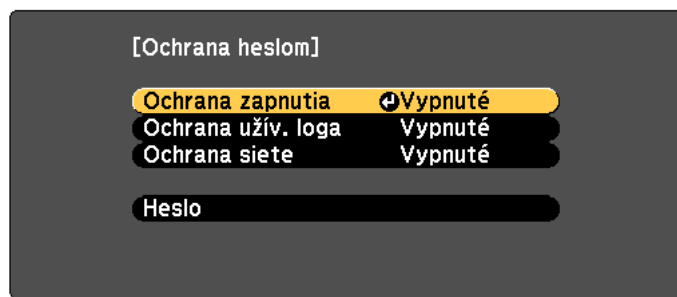 [Ochrana heslom]
Ochrana zapnutia Vypnuté
Ochrana užív. loga Vypnuté
Ochrana siete Vypnuté
Heslo